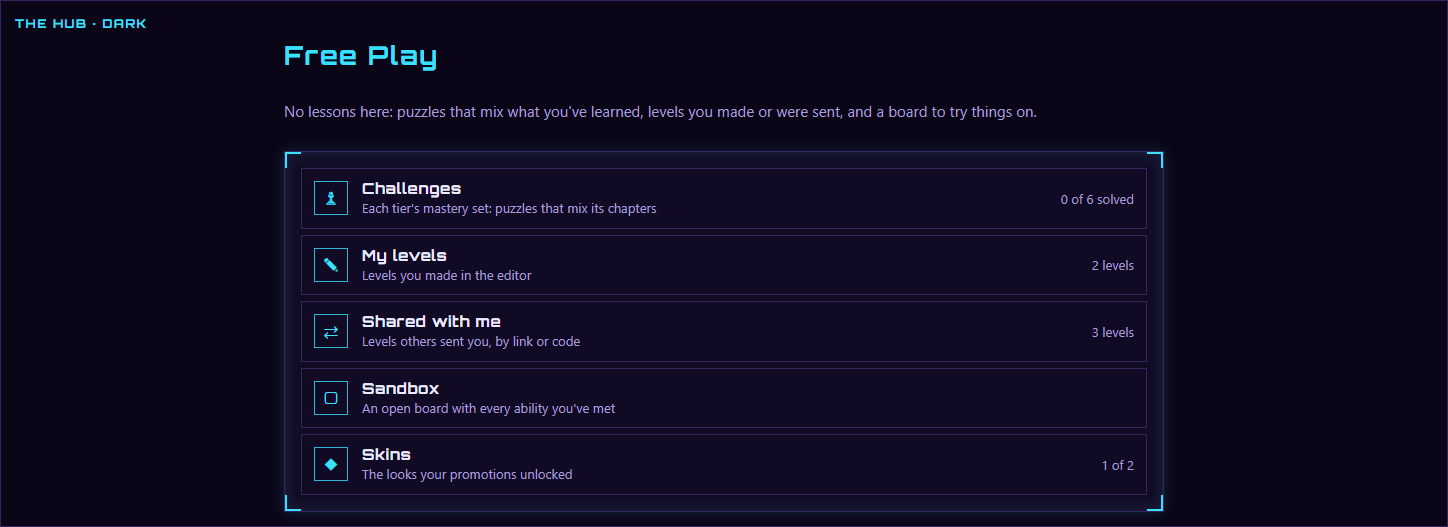 THE HUB · DARK
Free Play
No lessons here: puzzles that mix what you've learned, levels you made or were sent, and a board to try things on.
Challenges
Each tier's mastery set: puzzles that mix its chapters
0 of 6 solved
My levels
Levels you made in the editor
2 levels
Shared with me
Levels others sent you, by link or code
3 levels
Sandbox
An open board with every ability you've met
Skins
The looks your promotions unlocked
1 of 2